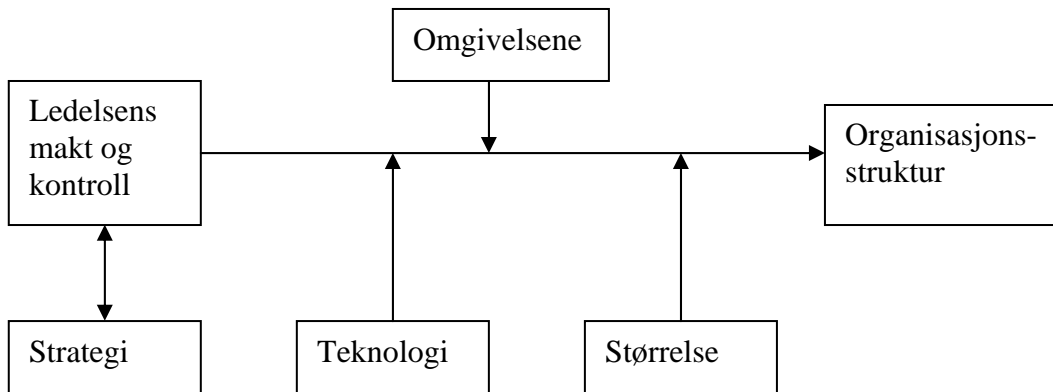 Omgivelsene
Ledelsens
makt og
kontroll
Organisasjons-
struktur
Strategi
Teknologi
Størrelse